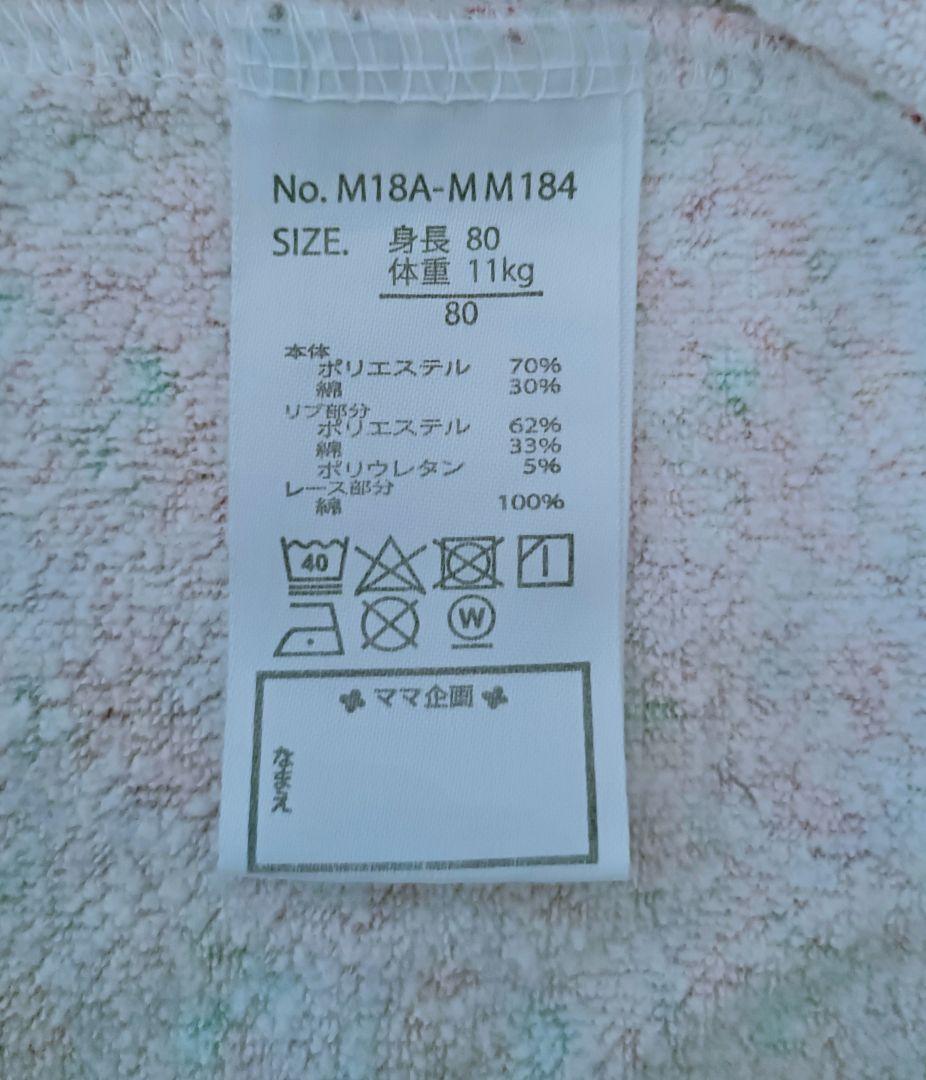 No. M18A-MM184
SIZE. 身長 80
体重 11kg
80
本体
ポリエステル 70%
綿 30%
リブ部分
ポリエステル 62%
綿 33%
ポリウレタン 5%
レース部分
綿 100%
40
W
ママ企画
なまえ